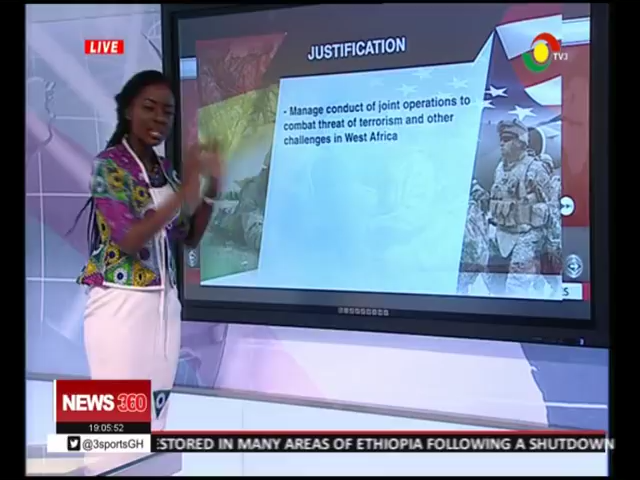 LIVE
JUSTIFICATION
TV3
- Manage conduct of joint operations to
combat threat of terrorism and other
challenges in West Africa
NEWS 360
19:05:52
@3sportsGH
ESTORED IN MANY AREAS OF ETHIOPIA FOLLOWING A SHUTDOWN